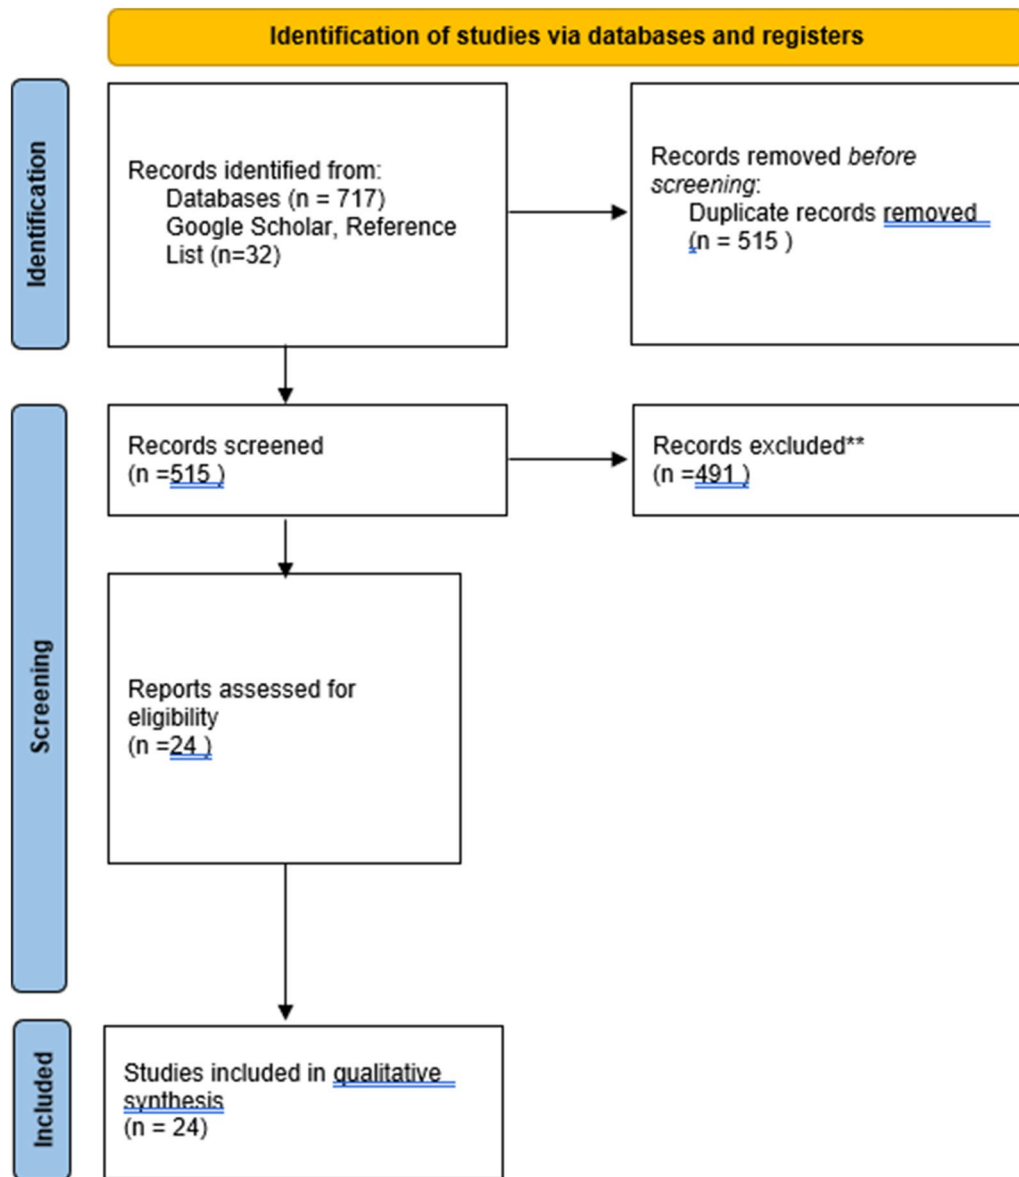 Identification of studies via databases and registers
Identification
Records identified from:
Databases (n = 717)
Google Scholar, Reference
List (n=32)
Records removed before
screening:
Duplicate records removed
(n = 515 )
Screening
Records screened
(n =515 )
Records excluded**
(n =491 )
Reports assessed for
eligibility
(n =24 )
Included
Studies included in qualitative
synthesis
(n = 24)